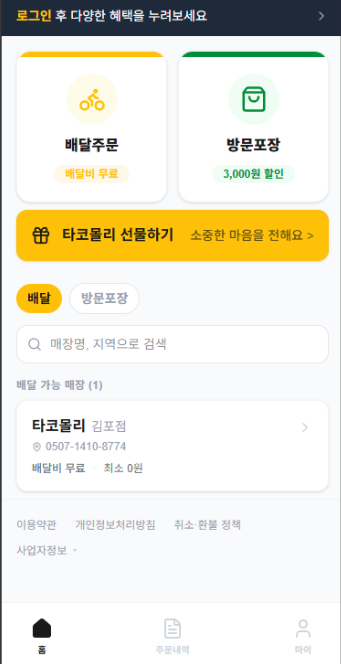 로그인 후 다양한 혜택을 누려보세요
배달주문
배달비 무료
방문포장
3,000원 할인
타코몰리 선물하기 소중한 마음을 전해요 >
배달 방문포장
매장명, 지역으로 검색
배달 가능 매장 (1)
타코몰리 김포점
0507-1410-8774
배달비 무료 · 최소 0원
이용약관 · 개인정보처리방침 · 취소·환불 정책
사업자정보
홈 주문내역 마이